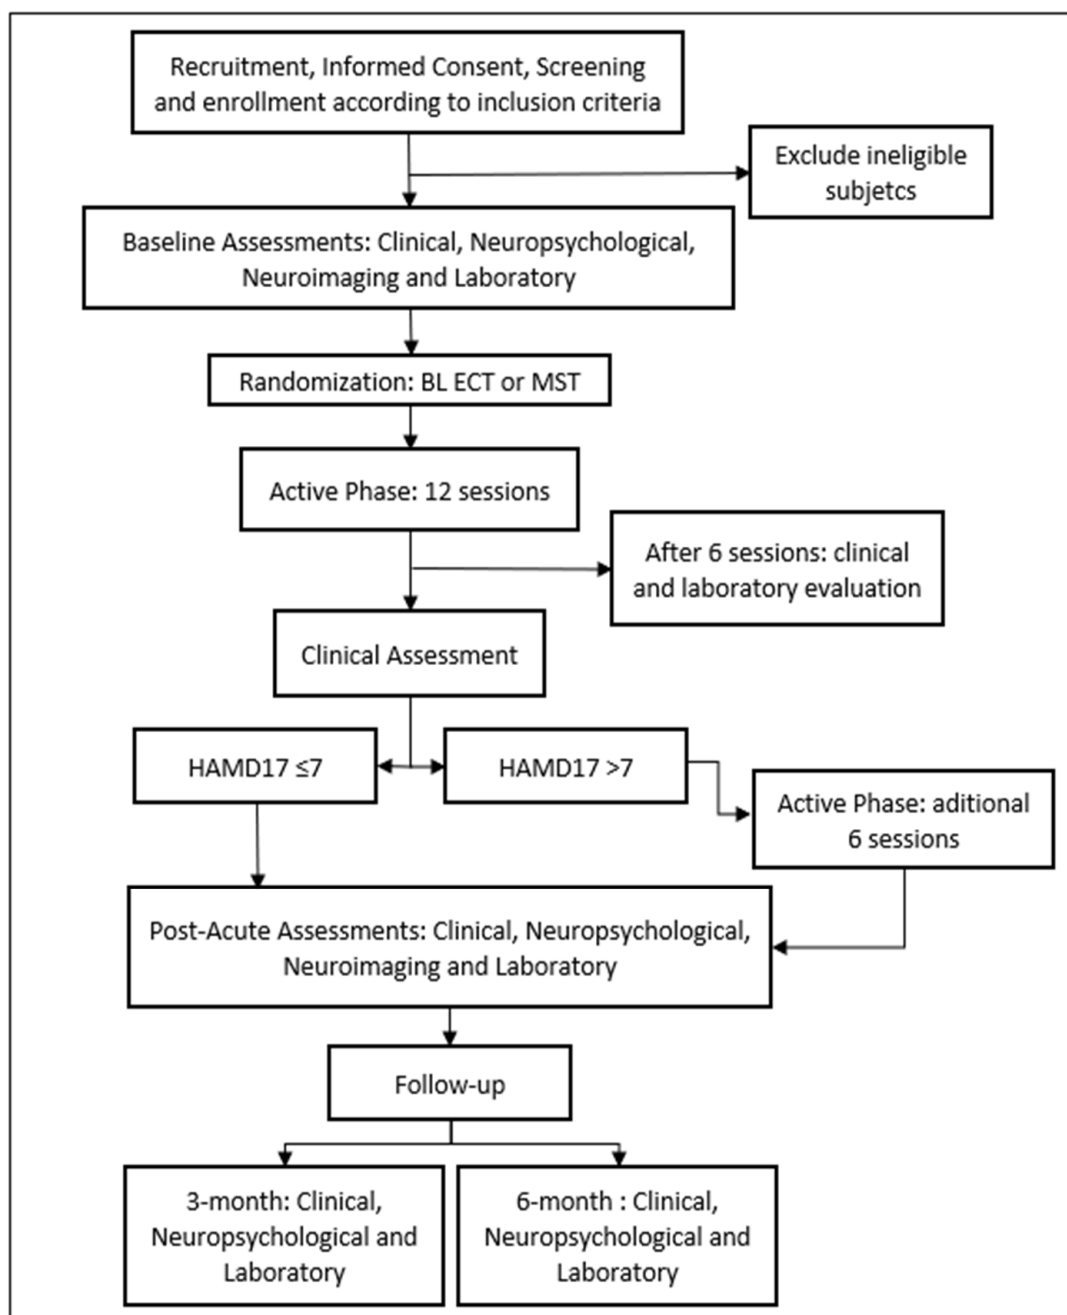 Recruitment, Informed Consent, Screening
and enrollment according to inclusion criteria
Exclude ineligible
subjetcs
Baseline Assessments: Clinical, Neuropsychological,
Neuroimaging and Laboratory
Randomization: BL ECT or MST
Active Phase: 12 sessions
After 6 sessions: clinical
and laboratory evaluation
Clinical Assessment
HAMD17 ≤7
HAMD17 >7
Active Phase: aditional
6 sessions
Post-Acute Assessments: Clinical, Neuropsychological,
Neuroimaging and Laboratory
Follow-up
3-month: Clinical,
Neuropsychological and
Laboratory
6-month : Clinical,
Neuropsychological and
Laboratory